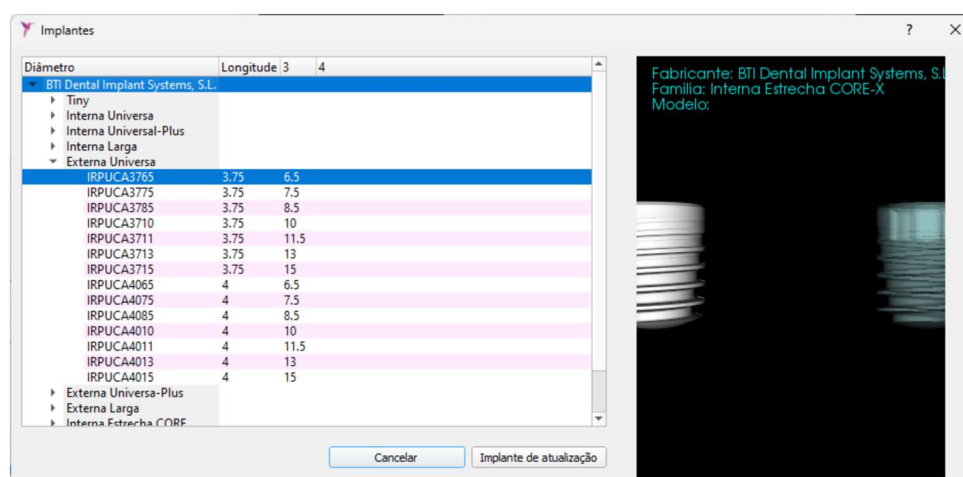 Implantes
?
Diâmetro Longitude 3 4
BTI Dental Implant Systems, S.L.
Tiny
Interna Universa
Interna Universal-Plus
Interna Larga
Externa Universa
IRPUCA3765 3.75 6.5
IRPUCA3775 3.75 7.5
IRPUCA3785 3.75 8.5
IRPUCA3710 3.75 10
IRPUCA3711 3.75 11.5
IRPUCA3713 3.75 13
IRPUCA3715 3.75 15
IRPUCA4065 4 6.5
IRPUCA4075 4 7.5
IRPUCA4085 4 8.5
IRPUCA4010 4 10
IRPUCA4011 4 11.5
IRPUCA4013 4 13
IRPUCA4015 4 15
Externa Universa-Plus
Externa Larga
Interna Estrecha CORE
Cancelar
Implante de atualização
Fabricante: BTI Dental Implant Systems, S.L
Familia: Interna Estrecha CORE-X
Modelo: